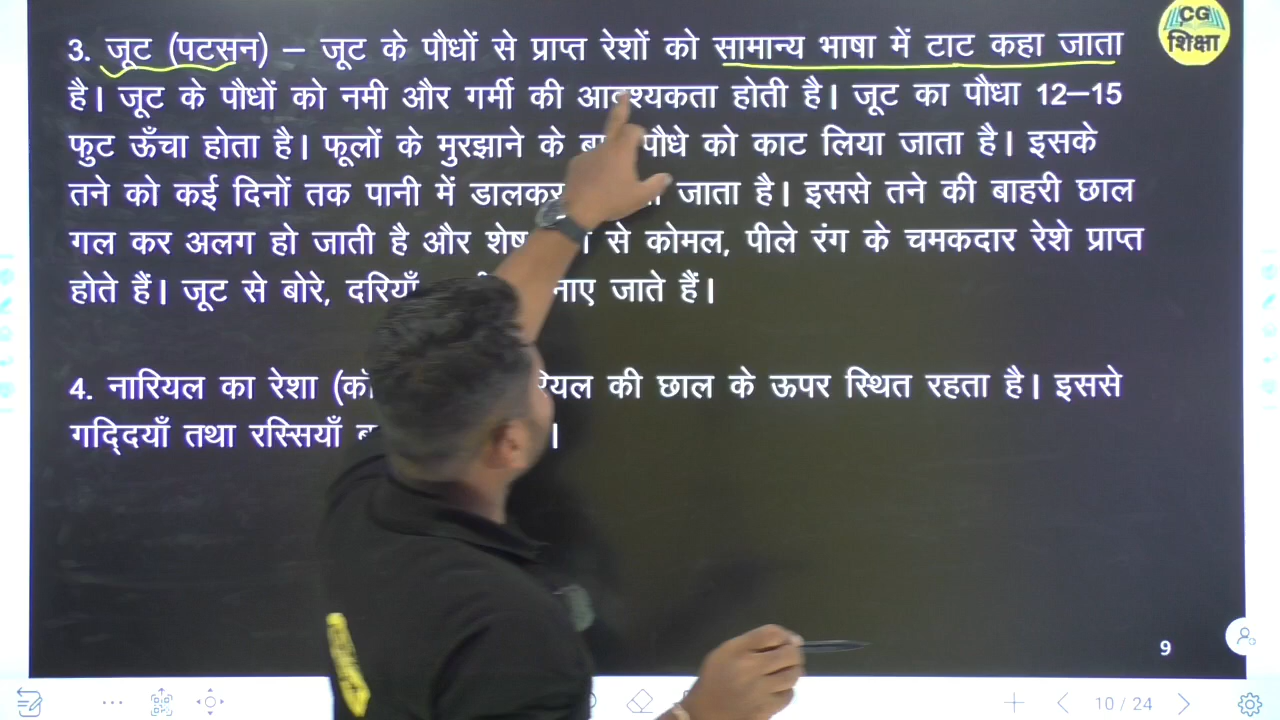 3. जूट (पटसन) – जूट के पौधों से प्राप्त रेशों को सामान्य भाषा में टाट कहा जाता
है। जूट के पौधों को नमी और गर्मी की आवश्यकता होती है। जूट का पौधा 12–15
फुट ऊँचा होता है। फूलों के मुरझाने के पौधे को काट लिया जाता है। इसके
तने को कई दिनों तक पानी में डालकर जाता है। इससे तने की बाहरी छाल
गल कर अलग हो जाती है और शेष से कोमल, पीले रंग के चमकदार रेशे प्राप्त
होते हैं। जूट से बोरे, दरियाँ जाते हैं।
4. नारियल का रेशा की छाल के ऊपर स्थित रहता है। इससे
गद्दियाँ तथा रस्सियाँ
CG
शिक्षा
9
10 / 24